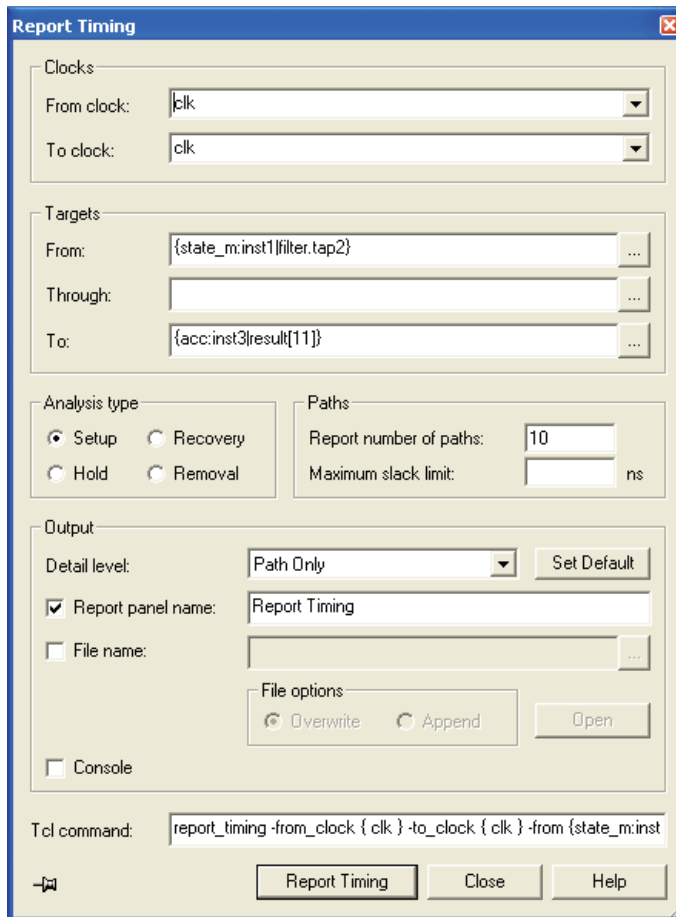 Report Timing
Clocks
From clock: clk
To clock: clk
Targets
From: {state_m:inst1|filter.tap2} ...
Through: ...
To: {acc:inst3|result[11]} ...
Analysis type
Setup Recovery
Hold Removal
Paths
Report number of paths: 10
Maximum slack limit: ns
Output
Detail level: Path Only Set Default
Report panel name: Report Timing
File name: ...
File options
Overwrite Append Open
Console
Tcl command: report_timing -from_clock { clk } -to_clock { clk } -from {state_m:inst
Report Timing Close Help